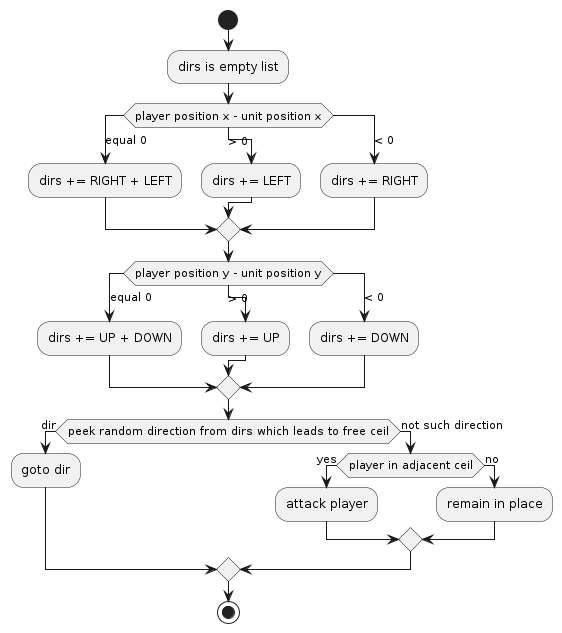 dirs is empty list
player position x - unit position x
equal 0
> 0
< 0
dirs += RIGHT + LEFT
dirs += LEFT
dirs += RIGHT
player position y - unit position y
equal 0
> 0
< 0
dirs += UP + DOWN
dirs += UP
dirs += DOWN
dir
peek random direction from dirs which leads to free ceil
not such direction
goto dir
yes
player in adjacent ceil
no
attack player
remain in place